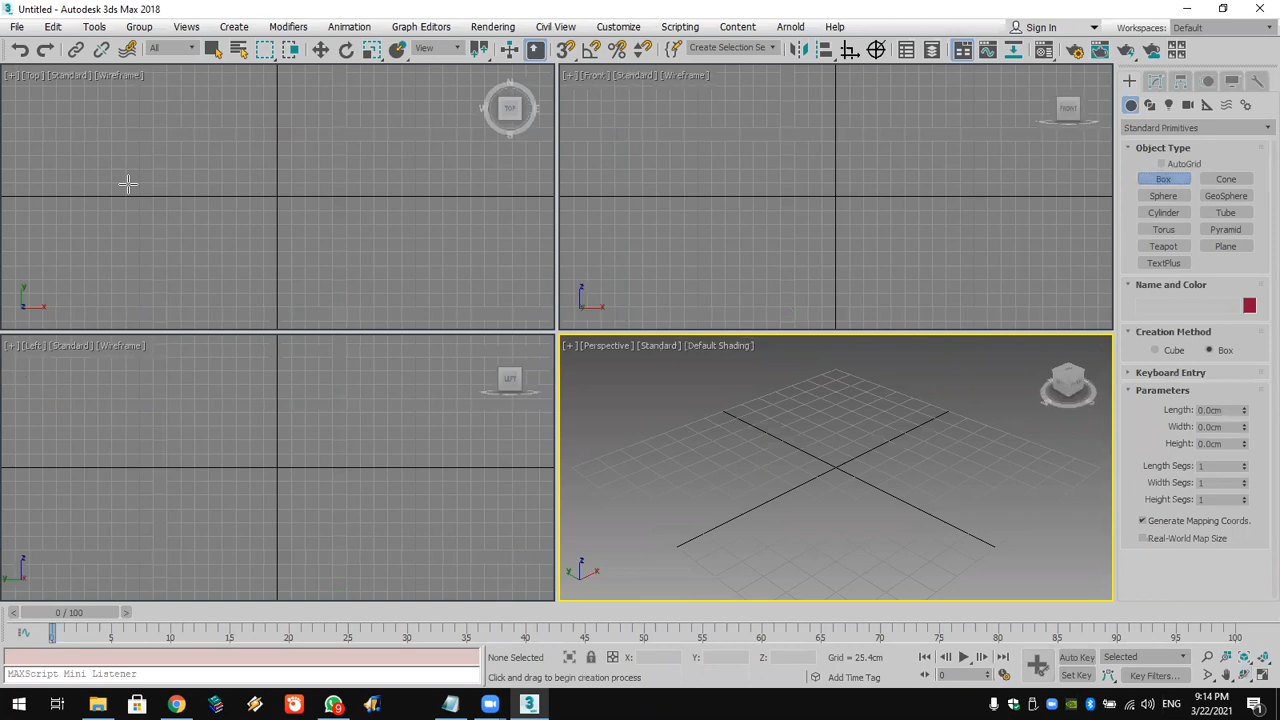 Untitled - Autodesk 3ds Max 2018
File Edit Tools Group Views Create Modifiers Animation Graph Editors Rendering Civil View Customize Scripting Content Arnold Help Sign In Workspaces: Default
All View Create Selection Se
[+] [Top] [Standard] [Wireframe]
N
TOP
S
[+] [Front] [Standard] [Wireframe]
FRONT
Standard Primitives
Object Type
AutoGrid
Box Cone
Sphere GeoSphere
Cylinder Tube
Torus Pyramid
Teapot Plane
TextPlus
Name and Color
y
z x
z
y x
[+] [Left] [Standard] [Wireframe]
LEFT
[+] [Perspective] [Standard] [Default Shading]
Creation Method
Cube Box
Keyboard Entry
Parameters
Length: 0.0cm
Width: 0.0cm
Height: 0.0cm
Length Segs: 1
Width Segs: 1
Height Segs: 1
Generate Mapping Coords.
Real-World Map Size
z
y x
z
y x
< 0 / 100 >
0 5 10 15 20 25 30 35 40 45 50 55 60 65 70 75 80 85 90 95 100
None Selected X: Y: Z: Grid = 25.4cm Auto Key Selected
MAXScript Mini Listener
Click and drag to begin creation process Add Time Tag 0 Set Key Key Filters...
9
3
ENG
9:14 PM
3/22/2021